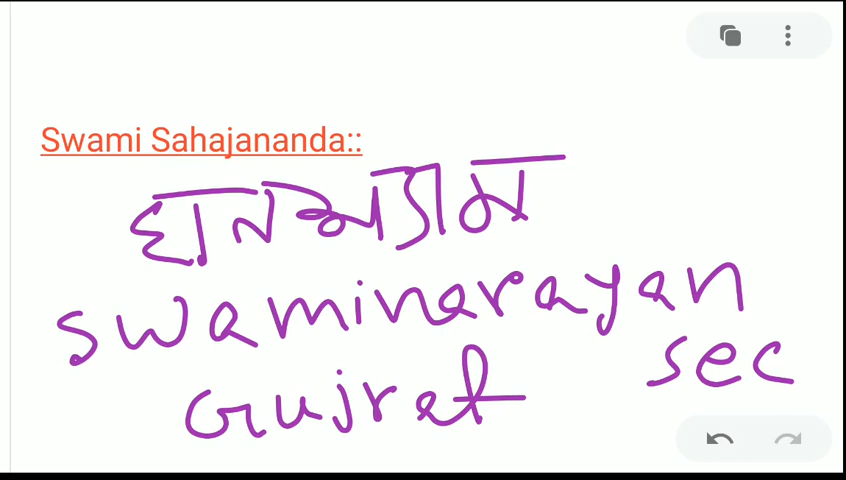 Swami Sahajananda::
ঘনশ্যাম
swaminarayan
sec
Gujrat